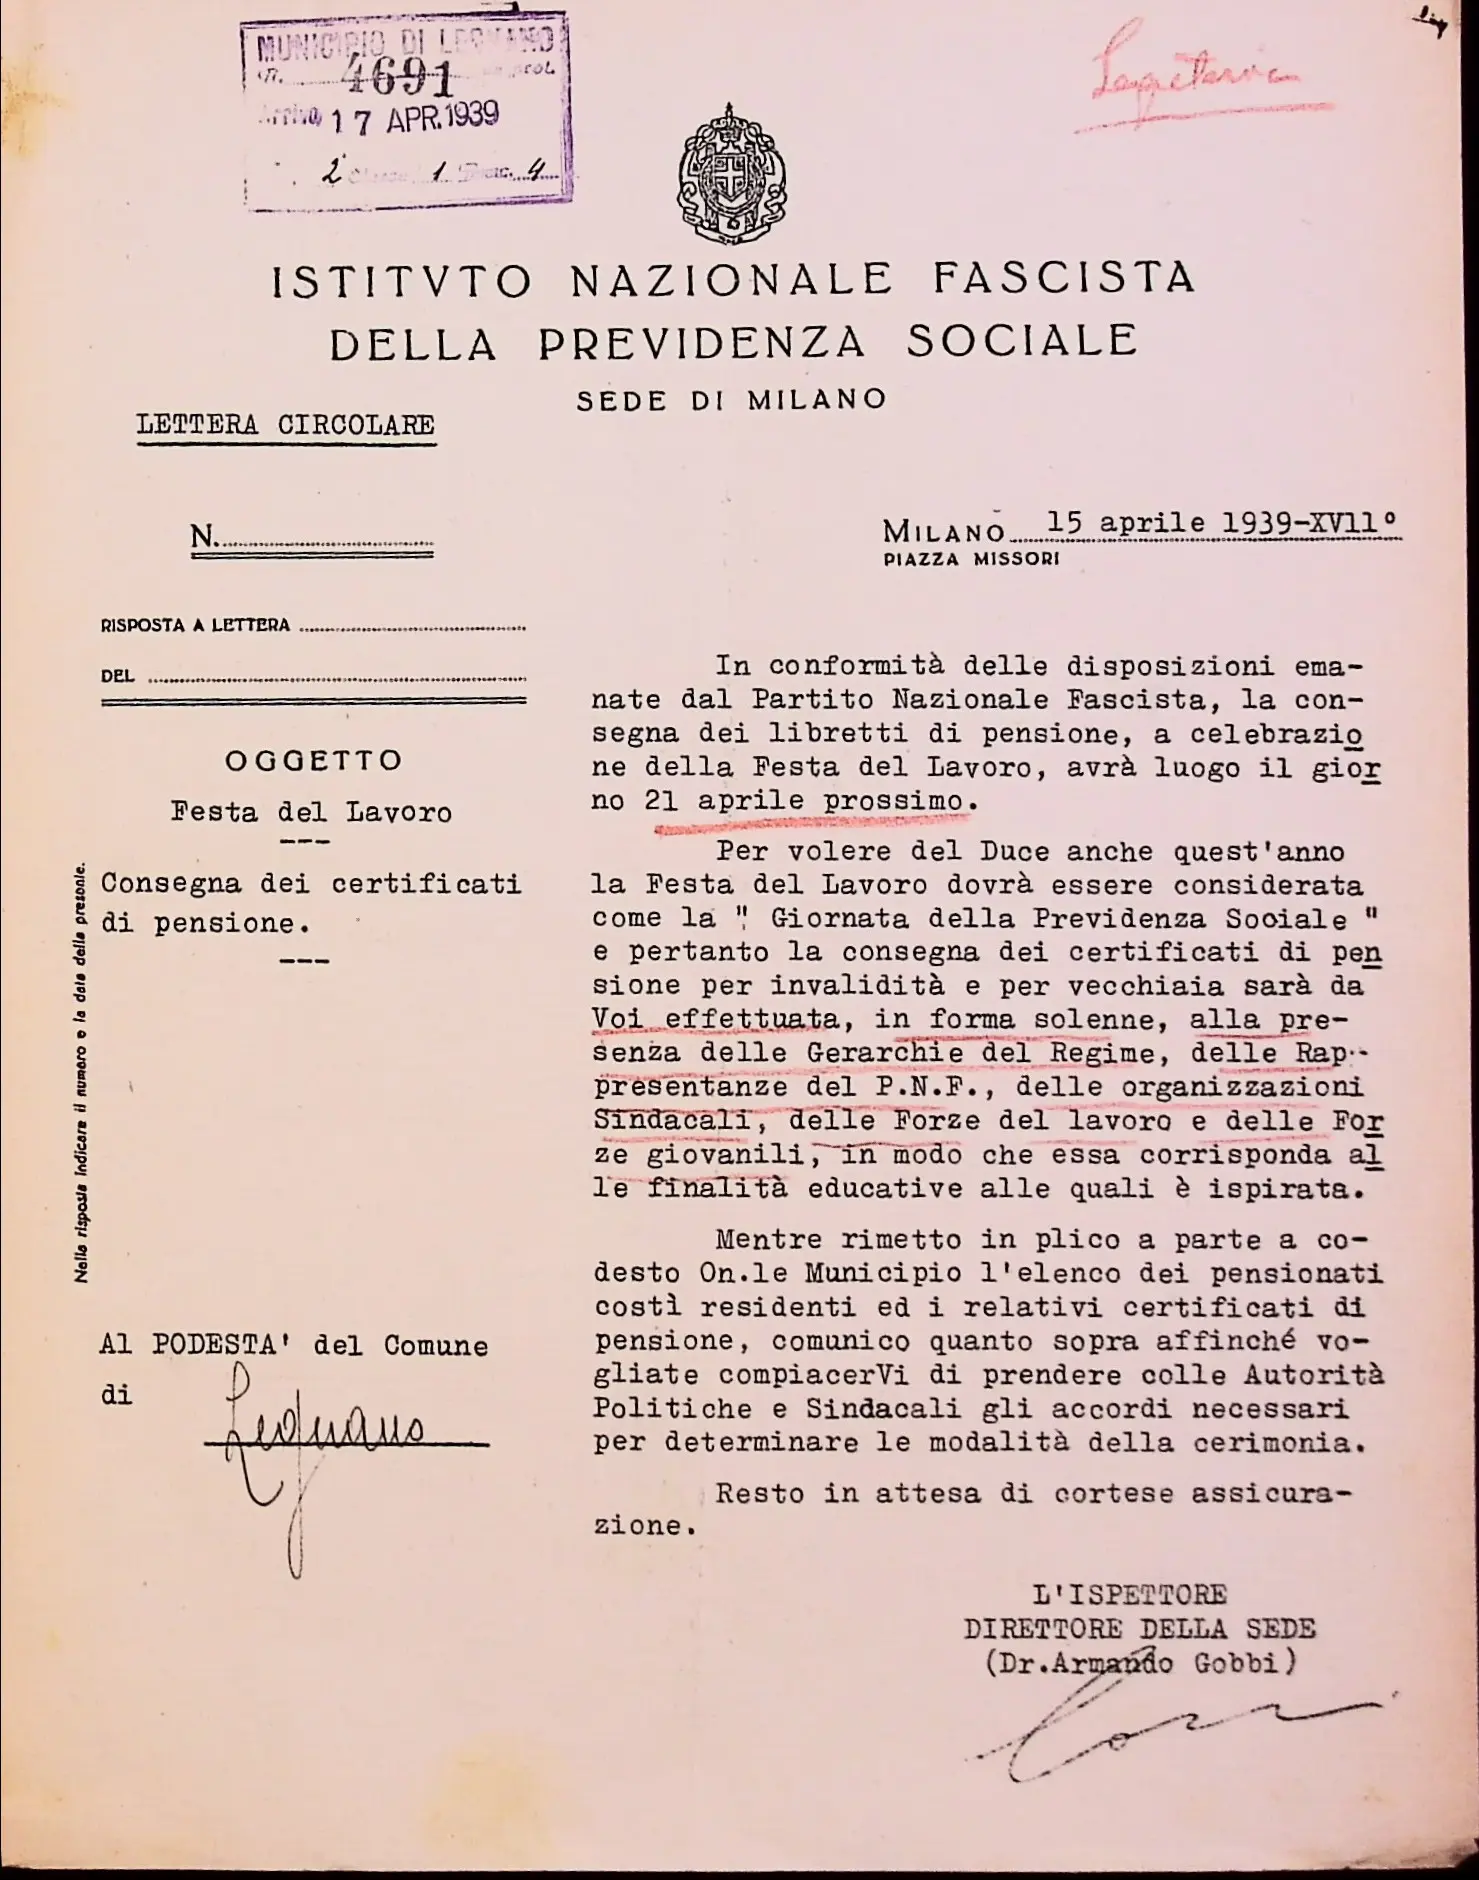 MUNICIPIO DI LEGNANO
N. 4691 prot.
Arrivo 17 APR. 1939
2 Classe 1 Fasc. 4
Segreteria
ISTITVTO NAZIONALE FASCISTA
DELLA PREVIDENZA SOCIALE
SEDE DI MILANO
LETTERA CIRCOLARE
N.
MILANO 15 aprile 1939-XV11°
PIAZZA MISSORI
RISPOSTA A LETTERA
DEL
OGGETTO
Festa del Lavoro
---
Consegna dei certificati
di pensione.
---
Nella risposta indicare il numero e la data della presente.
Al PODESTA' del Comune
di Legnano
In conformità delle disposizioni ema-
nate dal Partito Nazionale Fascista, la con-
segna dei libretti di pensione, a celebrazio
ne della Festa del Lavoro, avrà luogo il gior
no 21 aprile prossimo.
Per volere del Duce anche quest'anno
la Festa del Lavoro dovrà essere considerata
come la " Giornata della Previdenza Sociale "
e pertanto la consegna dei certificati di pen
sione per invalidità e per vecchiaia sarà da
Voi effettuata, in forma solenne, alla pre-
senza delle Gerarchie del Regime, delle Rap-
presentanze del P.N.F., delle organizzazioni
Sindacali, delle Forze del lavoro e delle For
ze giovanili, in modo che essa corrisponda al
le finalità educative alle quali è ispirata.
Mentre rimetto in plico a parte a co-
desto On.le Municipio l'elenco dei pensionati
costì residenti ed i relativi certificati di
pensione, comunico quanto sopra affinché vo-
gliate compiacerVi di prendere colle Autorità
Politiche e Sindacali gli accordi necessari
per determinare le modalità della cerimonia.
Resto in attesa di cortese assicura-
zione.
L'ISPETTORE
DIRETTORE DELLA SEDE
(Dr.Armando Gobbi)